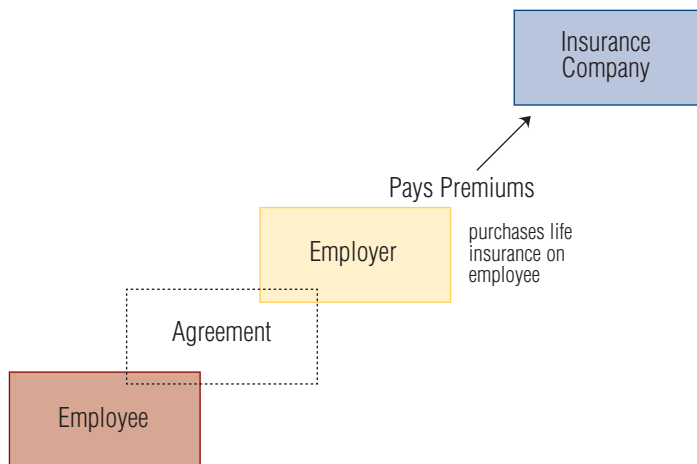 Insurance
Company
Pays Premiums
Employer
purchases life
insurance on
employee
Agreement
Employee